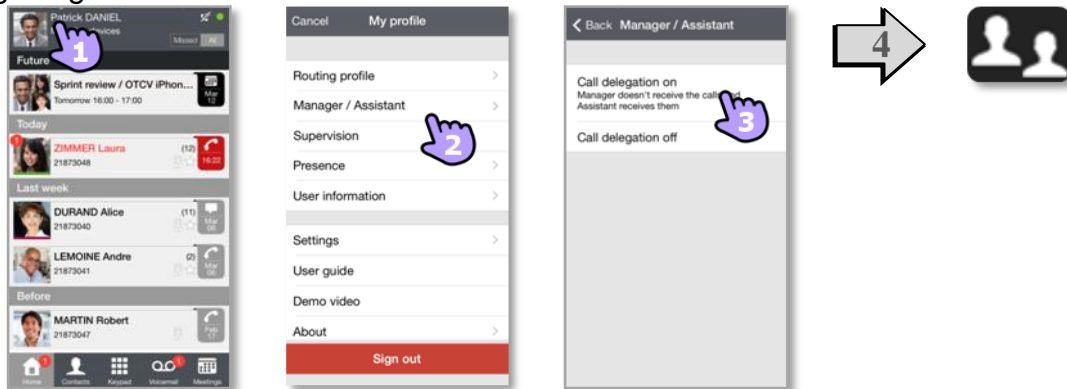 Patrick DANIEL
Missed All
1
Future
Sprint review / OTCV iPhon...
Tomorrow 16:00 - 17:00
Mar
12
Today
1
ZIMMER Laura
(12)
21873048
16:22
Last week
DURAND Alice
(11)
21873040
Mar
06
LEMOINE Andre
(2)
21873041
Mar
06
Before
MARTIN Robert
21873047
Feb
17
1
1
Home Contacts Keypad Voicemail Meetings
Cancel My profile
Routing profile
Manager / Assistant
2
Supervision
Presence
User information
Settings
User guide
Demo video
About
Sign out
Back Manager / Assistant
Call delegation on
Manager doesn't receive the calls and
Assistant receives them
3
Call delegation off
4